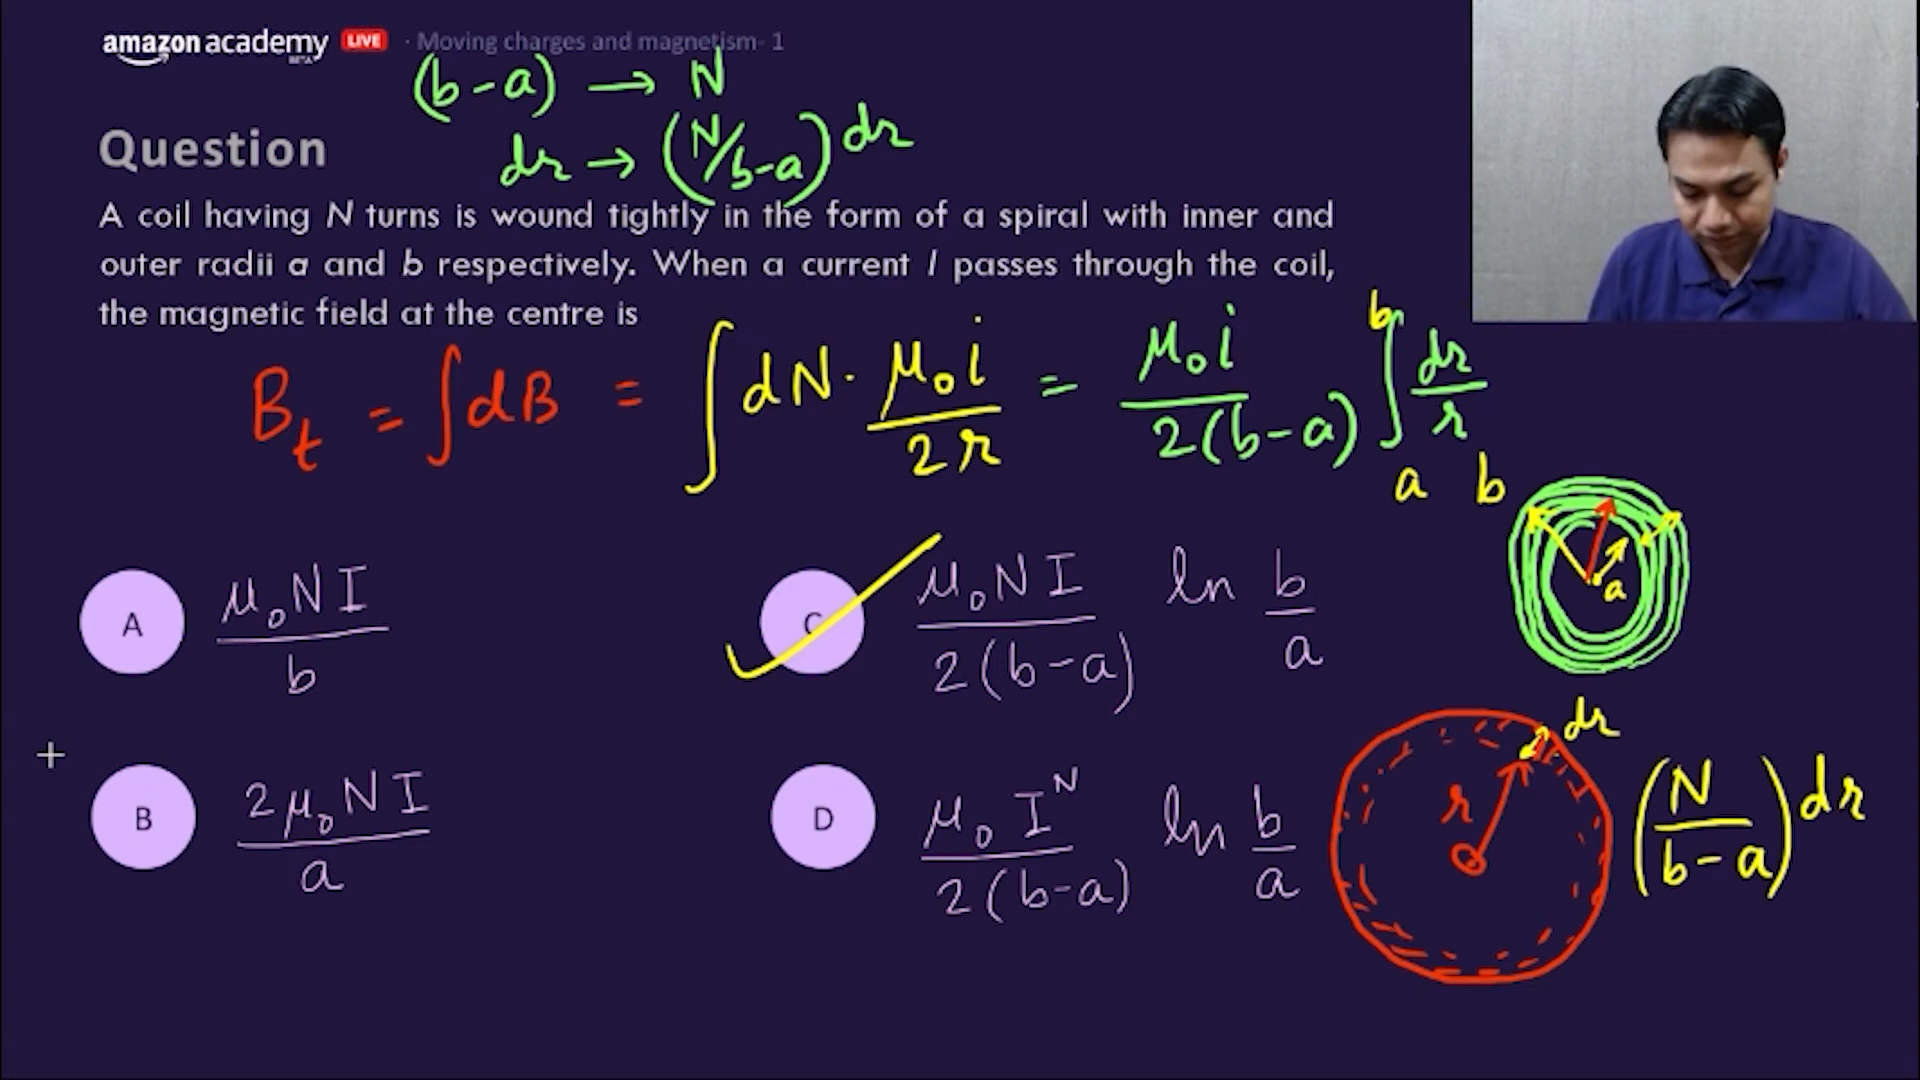 amazon academy LIVE · Moving charges and magnetism- 1
BETA
(b-a) → N
Question
dr → (N/b-a) dr
A coil having N turns is wound tightly in the form of a spiral with inner and
outer radii a and b respectively. When a current I passes through the coil,
the magnetic field at the centre is
B_t = ∫dB = ∫ dN · μ₀i/2r = μ₀i/2(b-a) ∫_a^b dr/r
b
a
A μ₀NI/b
C μ₀NI/2(b-a) ln b/a
B 2μ₀NI/a
D μ₀I^N/2(b-a) ln b/a
dr
r
(N/b-a) dr